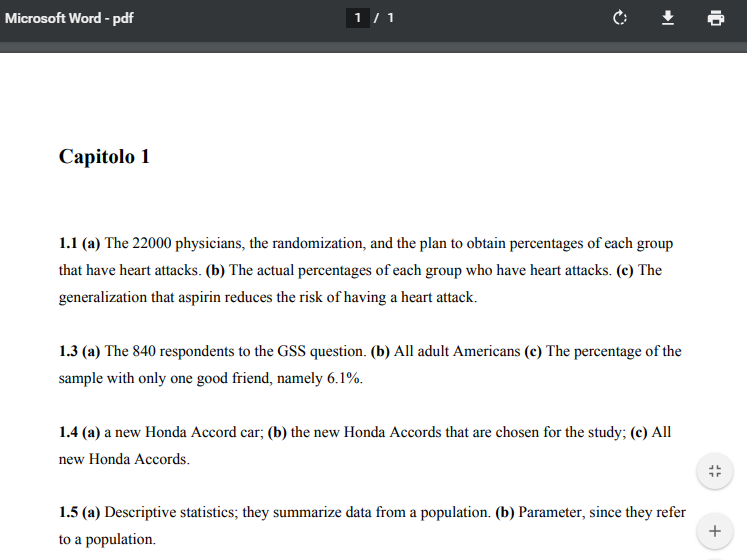 Microsoft Word - pdf
1 / 1
Capitolo 1
1.1 (a) The 22000 physicians, the randomization, and the plan to obtain percentages of each group
that have heart attacks. (b) The actual percentages of each group who have heart attacks. (c) The
generalization that aspirin reduces the risk of having a heart attack.
1.3 (a) The 840 respondents to the GSS question. (b) All adult Americans (c) The percentage of the
sample with only one good friend, namely 6.1%.
1.4 (a) a new Honda Accord car; (b) the new Honda Accords that are chosen for the study; (c) All
new Honda Accords.
1.5 (a) Descriptive statistics; they summarize data from a population. (b) Parameter, since they refer
to a population.